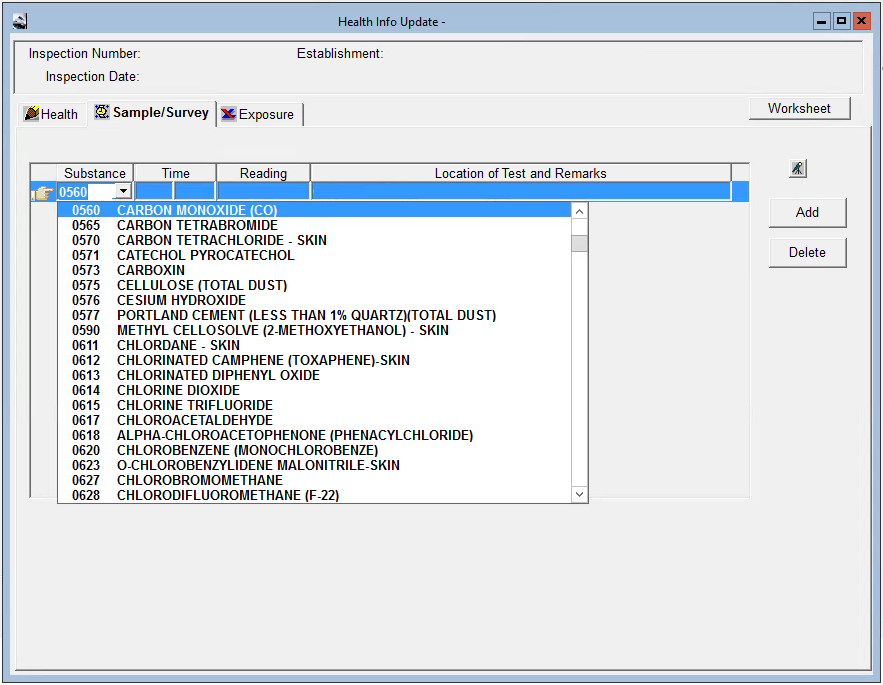 Health Info Update -
Inspection Number:
Establishment:
Inspection Date:
Health
Sample/Survey
Exposure
Worksheet
Substance
Time
Reading
Location of Test and Remarks
0560
Add
Delete
0560 CARBON MONOXIDE (CO)
0565 CARBON TETRABROMIDE
0570 CARBON TETRACHLORIDE - SKIN
0571 CATECHOL PYROCATECHOL
0573 CARBOXIN
0575 CELLULOSE (TOTAL DUST)
0576 CESIUM HYDROXIDE
0577 PORTLAND CEMENT (LESS THAN 1% QUARTZ)(TOTAL DUST)
0590 METHYL CELLOSOLVE (2-METHOXYETHANOL) - SKIN
0611 CHLORDANE - SKIN
0612 CHLORINATED CAMPHENE (TOXAPHENE)-SKIN
0613 CHLORINATED DIPHENYL OXIDE
0614 CHLORINE DIOXIDE
0615 CHLORINE TRIFLUORIDE
0617 CHLOROACETALDEHYDE
0618 ALPHA-CHLOROACETOPHENONE (PHENACYLCHLORIDE)
0620 CHLOROBENZENE (MONOCHLOROBENZE)
0623 O-CHLOROBENZYLIDENE MALONITRILE-SKIN
0627 CHLOROBROMOMETHANE
0628 CHLORODIFLUOROMETHANE (F-22)